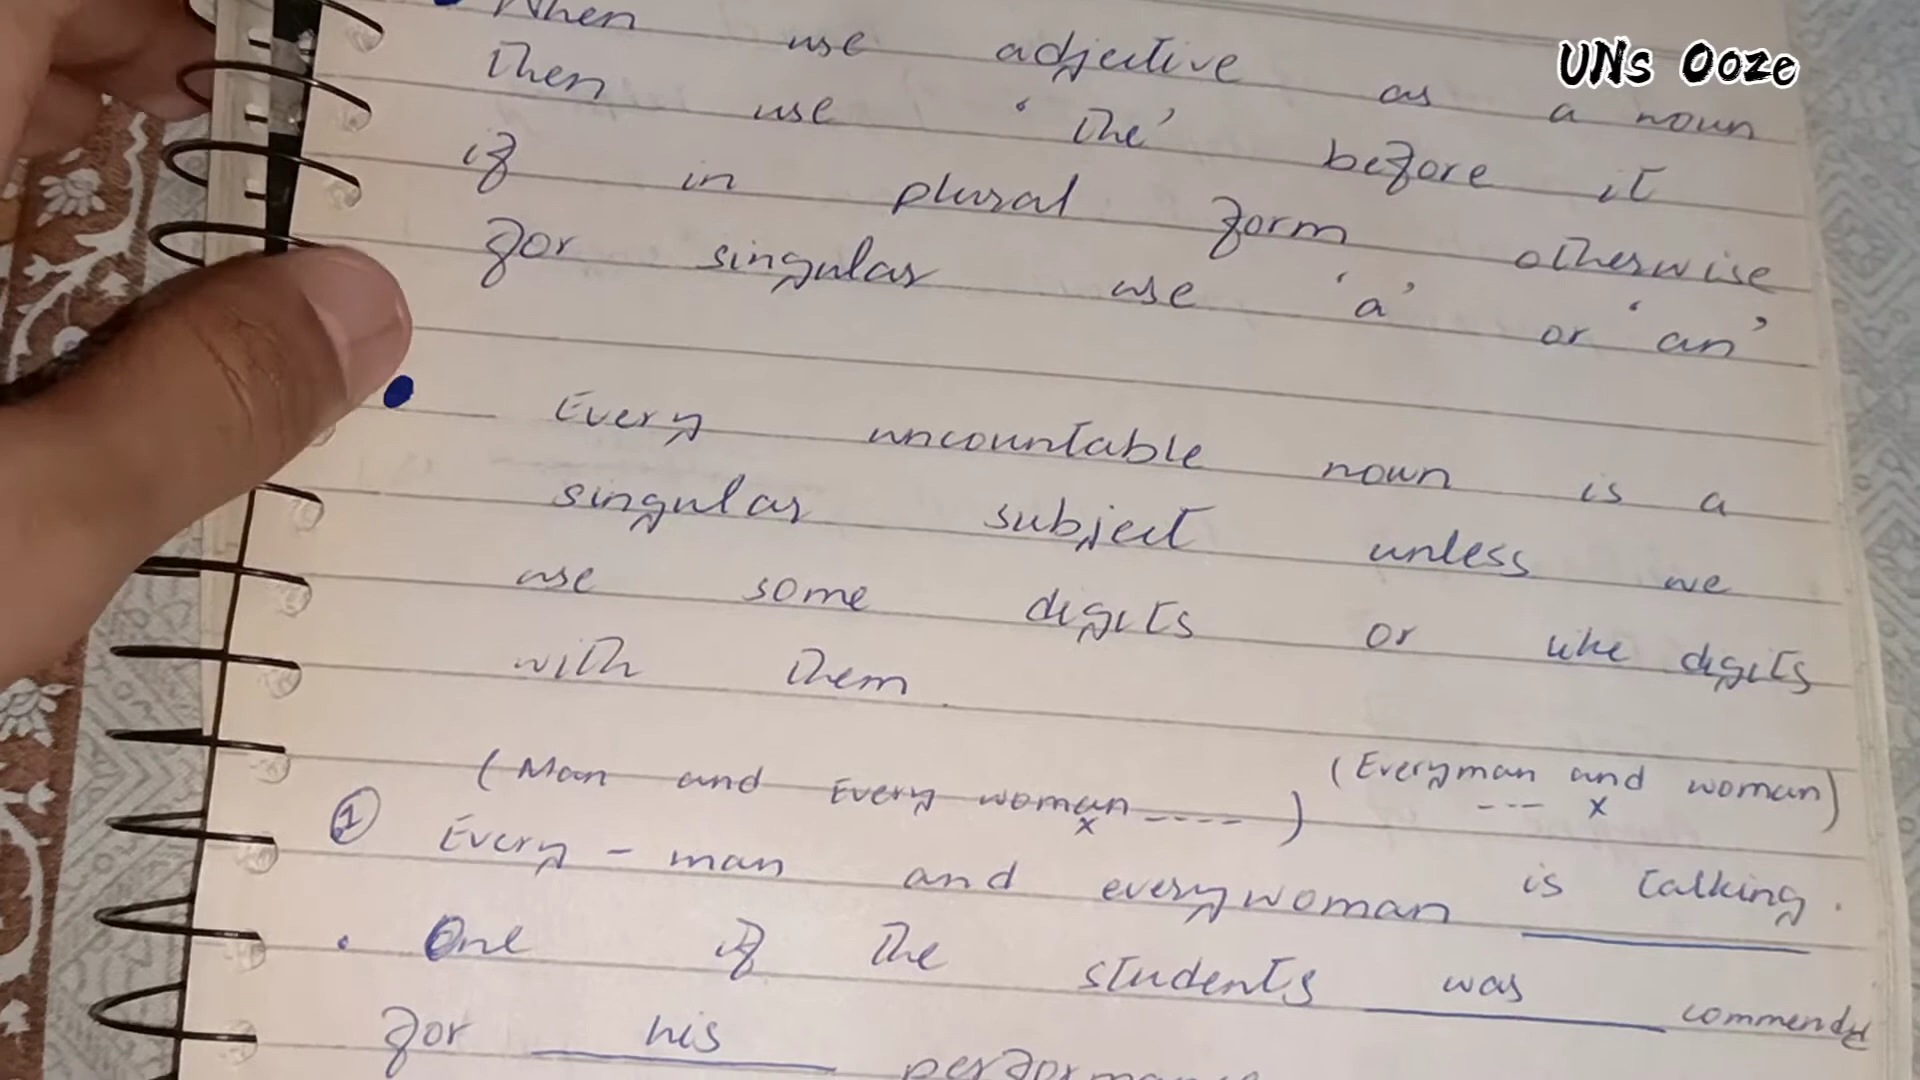 UNs Ooze
When use adjective as a noun
then use 'the' before it
if in plural form otherwise
for singular use 'a' or 'an'
Every uncountable noun is a
singular subject unless we
use some digits or like digits
with them
(Man and Every woman ----) (Everyman and woman)
x --- x
① Every - man and everywoman is talking.
One if the students was commended
for his performance